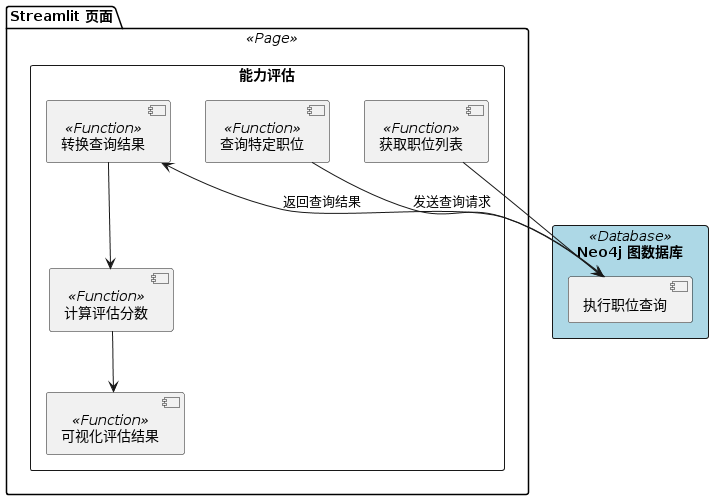 Streamlit 页面
«Page»
能力评估
«Function»
转换查询结果
«Function»
查询特定职位
«Function»
获取职位列表
返回查询结果
发送查询请求
«Database»
Neo4j 图数据库
执行职位查询
«Function»
计算评估分数
«Function»
可视化评估结果